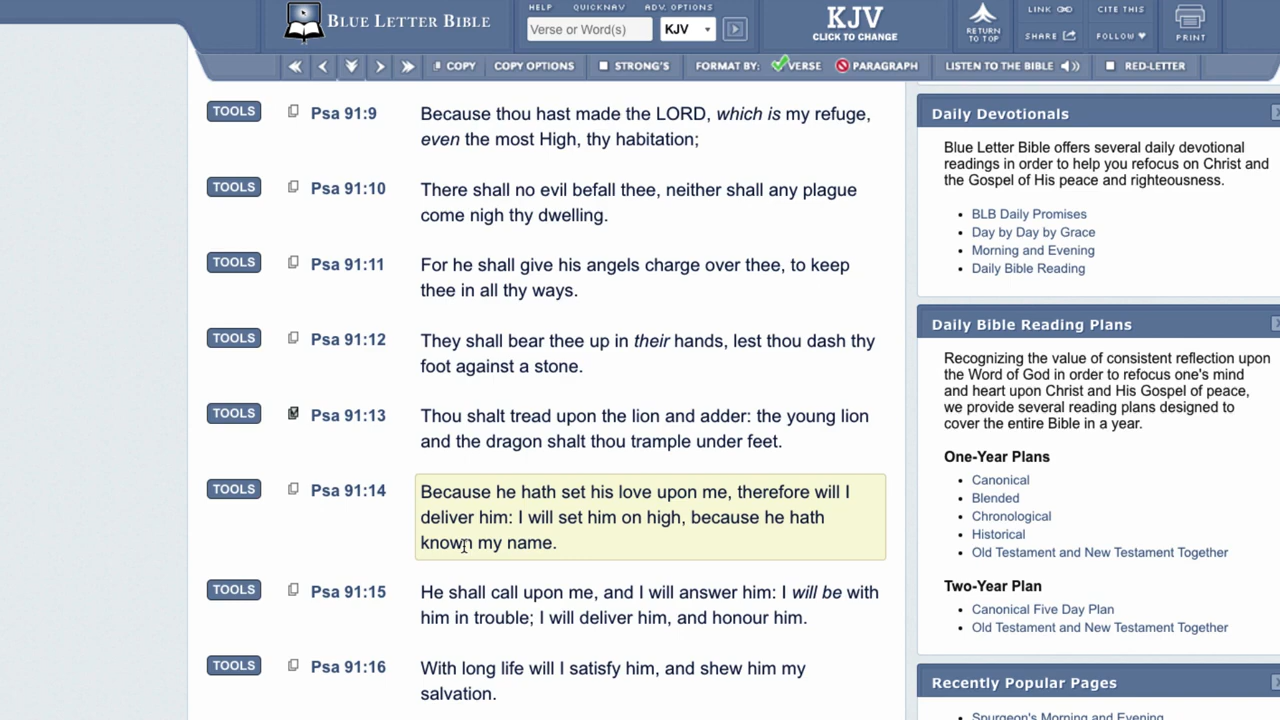 BLUE LETTER BIBLE
HELP QUICKNAV ADV. OPTIONS
Verse or Word(s) KJV
KJV
CLICK TO CHANGE
RETURN
TO TOP
LINK
CITE THIS
SHARE
FOLLOW
PRINT
COPY COPY OPTIONS STRONG'S FORMAT BY: VERSE PARAGRAPH LISTEN TO THE BIBLE RED-LETTER
TOOLS Psa 91:9 Because thou hast made the LORD, which is my refuge,
even the most High, thy habitation;
TOOLS Psa 91:10 There shall no evil befall thee, neither shall any plague
come nigh thy dwelling.
TOOLS Psa 91:11 For he shall give his angels charge over thee, to keep
thee in all thy ways.
TOOLS Psa 91:12 They shall bear thee up in their hands, lest thou dash thy
foot against a stone.
TOOLS Psa 91:13 Thou shalt tread upon the lion and adder: the young lion
and the dragon shalt thou trample under feet.
TOOLS Psa 91:14 Because he hath set his love upon me, therefore will I
deliver him: I will set him on high, because he hath
known my name.
TOOLS Psa 91:15 He shall call upon me, and I will answer him: I will be with
him in trouble; I will deliver him, and honour him.
TOOLS Psa 91:16 With long life will I satisfy him, and shew him my
salvation.
Daily Devotionals
Blue Letter Bible offers several daily devotional
readings in order to help you refocus on Christ and
the Gospel of His peace and righteousness.
BLB Daily Promises
Day by Day by Grace
Morning and Evening
Daily Bible Reading
Daily Bible Reading Plans
Recognizing the value of consistent reflection upon
the Word of God in order to refocus one's mind
and heart upon Christ and His Gospel of peace,
we provide several reading plans designed to
cover the entire Bible in a year.
One-Year Plans
Canonical
Blended
Chronological
Historical
Old Testament and New Testament Together
Two-Year Plan
Canonical Five Day Plan
Old Testament and New Testament Together
Recently Popular Pages
Spurgeon's Morning and Evening